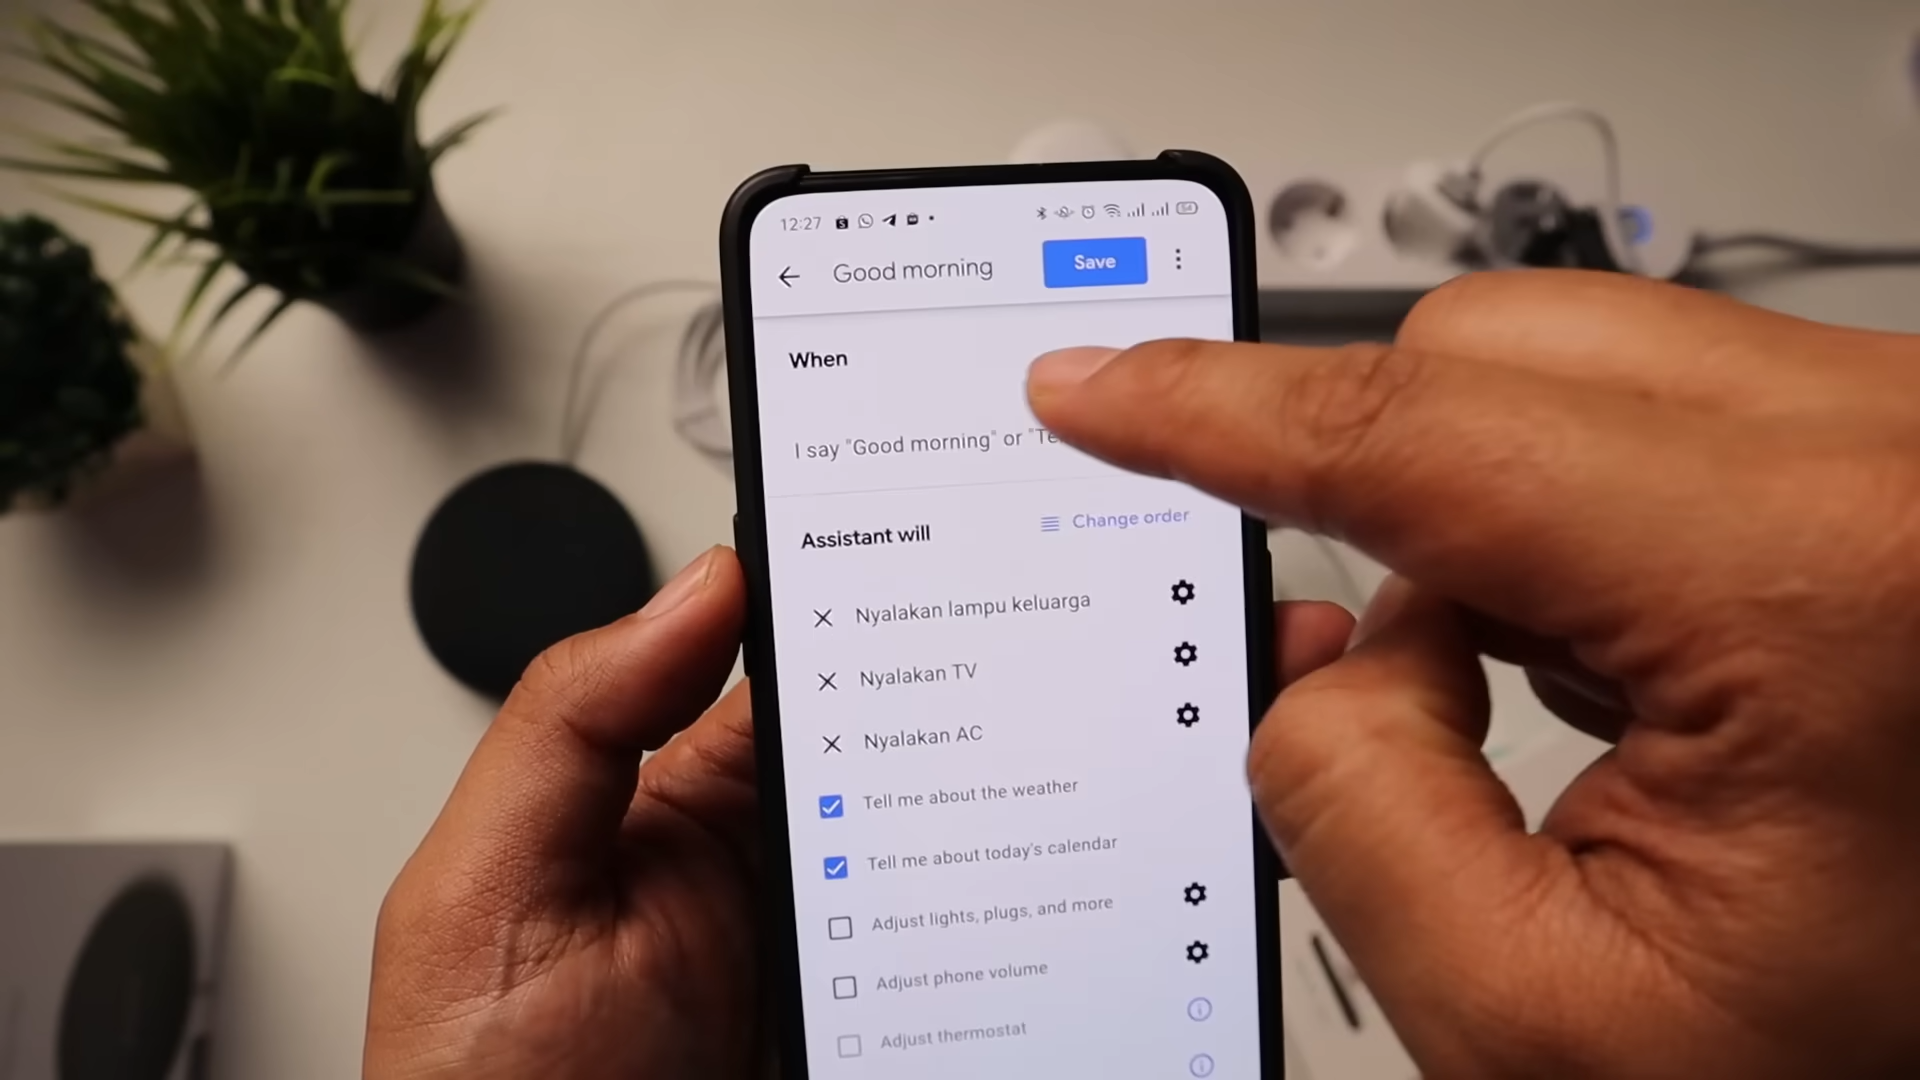 12:27
54
Good morning
Save
When
I say "Good morning" or "Te
Assistant will
Change order
Nyalakan lampu keluarga
Nyalakan TV
Nyalakan AC
Tell me about the weather
Tell me about today's calendar
Adjust lights, plugs, and more
Adjust phone volume
Adjust thermostat